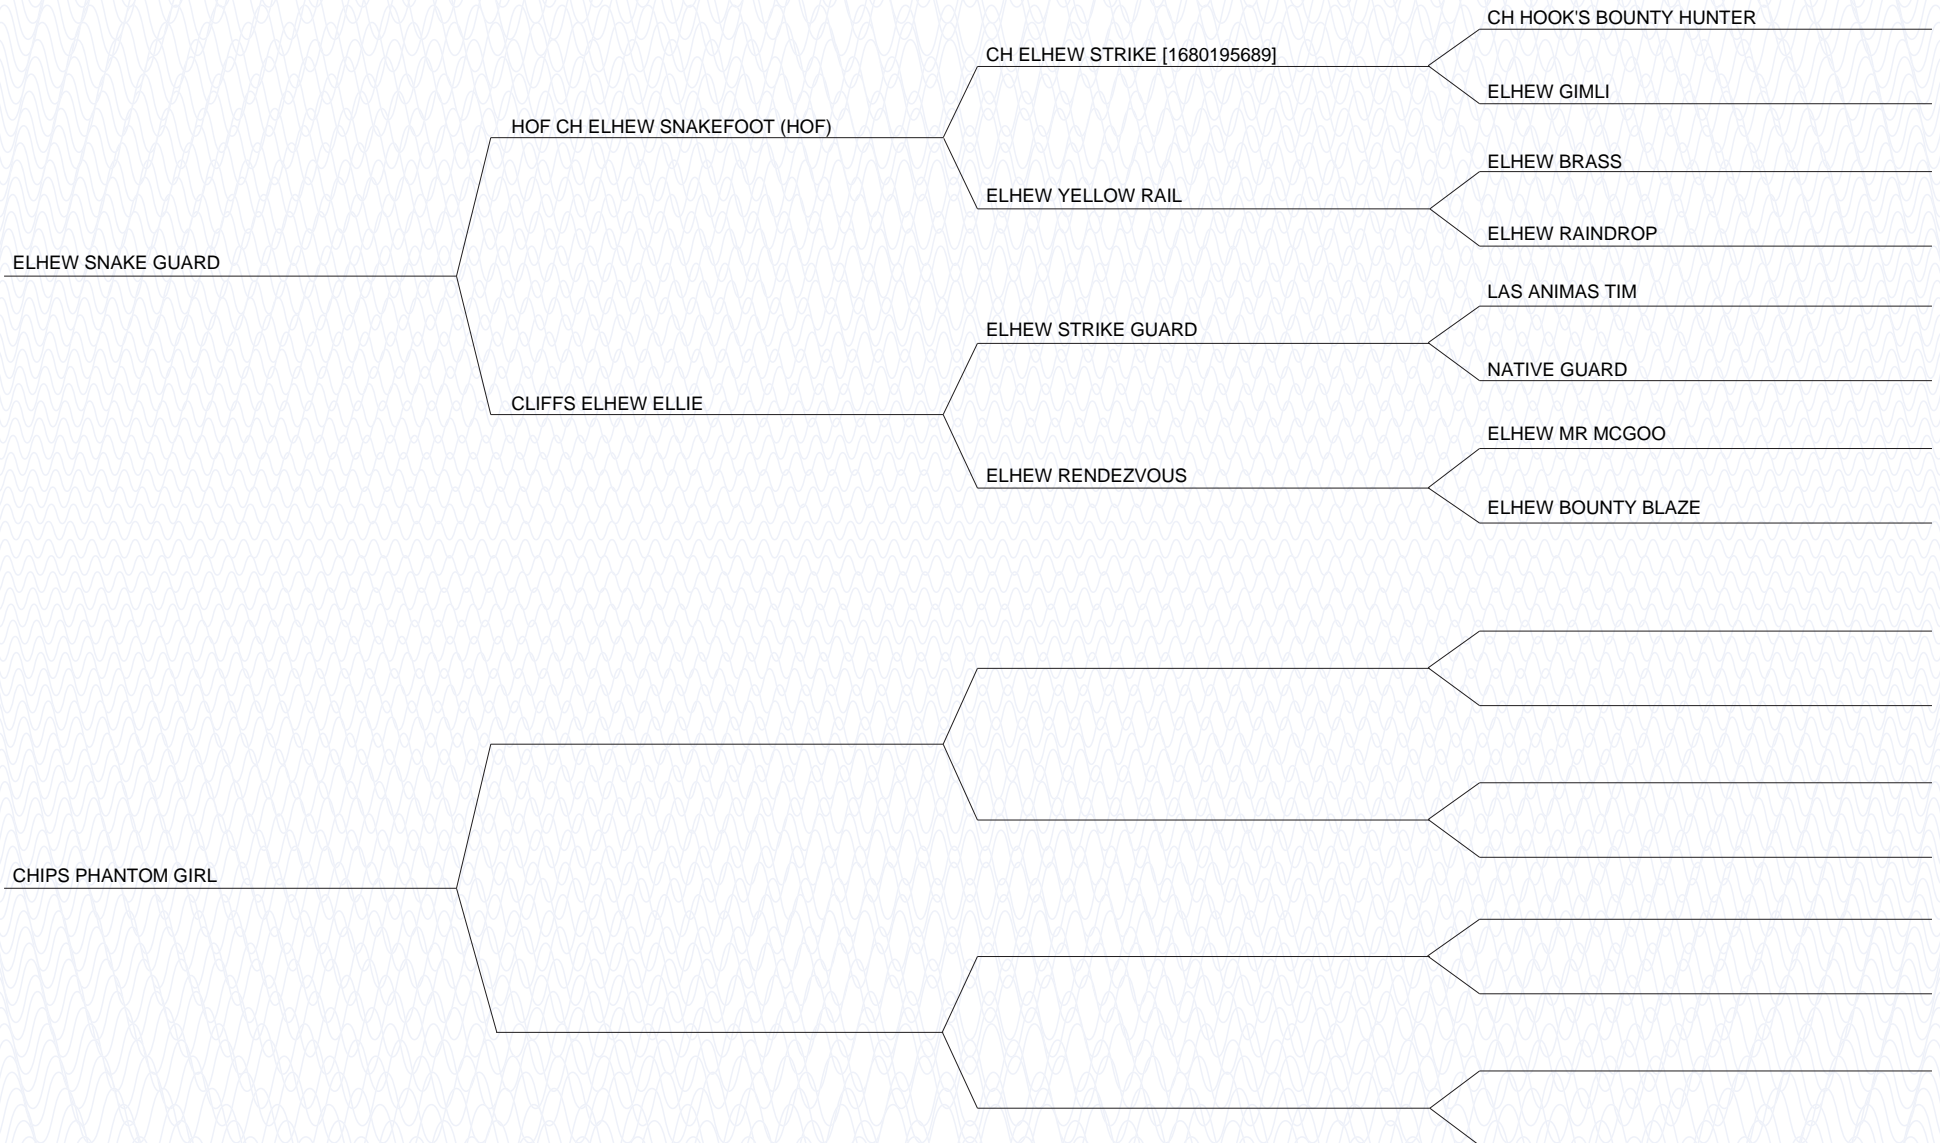 CH HOOK'S BOUNTY HUNTER
CH ELHEW STRIKE [1680195689]
ELHEW GIMLI
HOF CH ELHEW SNAKEFOOT (HOF)
ELHEW BRASS
ELHEW YELLOW RAIL
ELHEW RAINDROP
ELHEW SNAKE GUARD
LAS ANIMAS TIM
ELHEW STRIKE GUARD
NATIVE GUARD
CLIFFS ELHEW ELLIE
ELHEW MR MCGOO
ELHEW RENDEZVOUS
ELHEW BOUNTY BLAZE
CHIPS PHANTOM GIRL